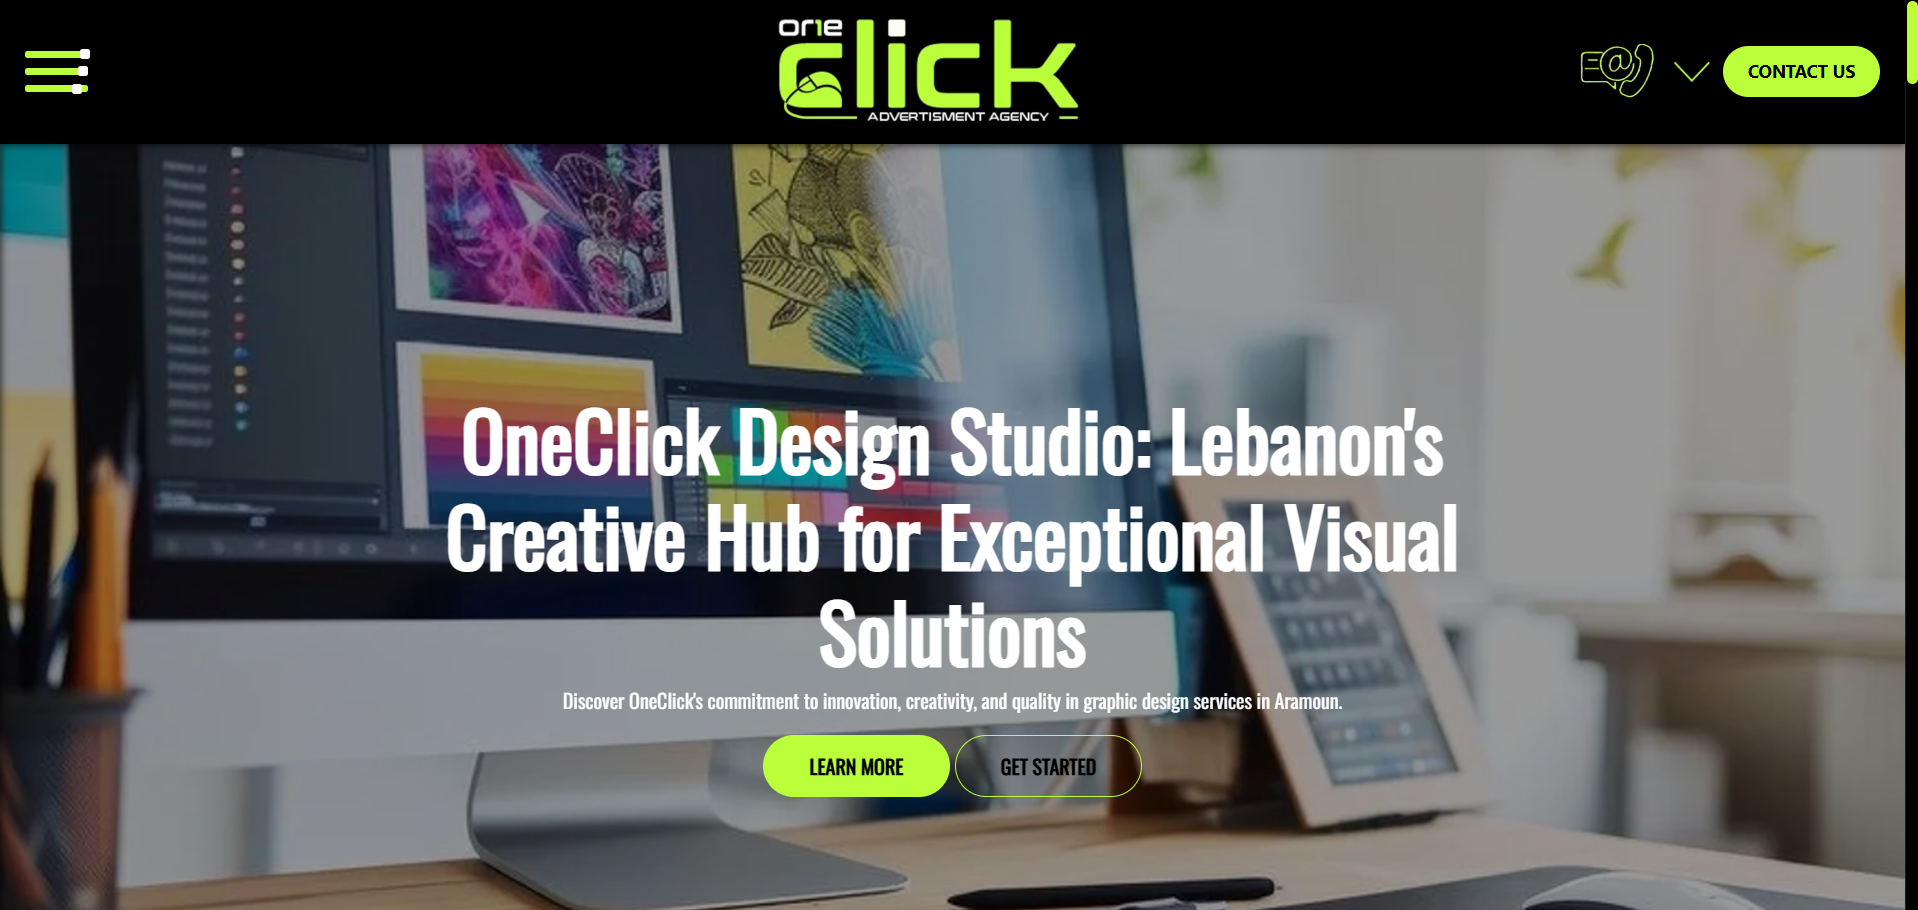 one
click
ADVERTISMENT AGENCY
CONTACT US
OneClick Design Studio: Lebanon's
Creative Hub for Exceptional Visual
Solutions
Discover OneClick's commitment to innovation, creativity, and quality in graphic design services in Aramoun.
LEARN MORE
GET STARTED